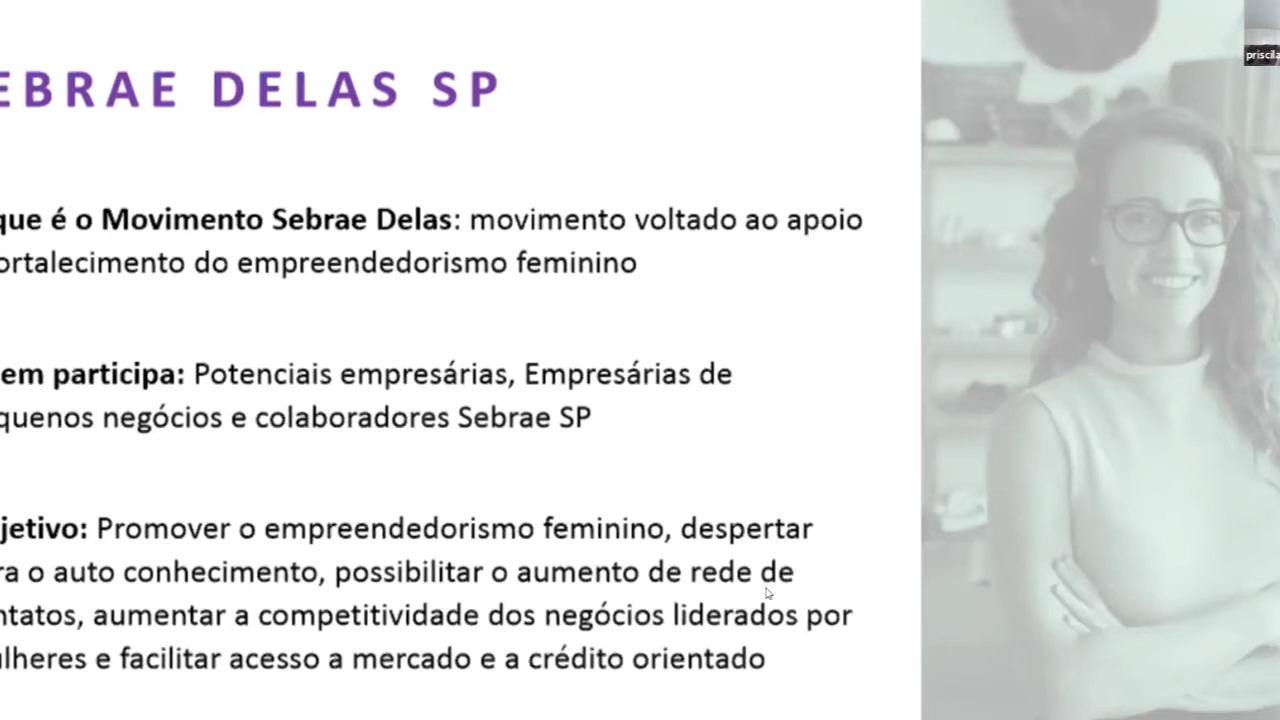 EBRAE DELAS SP
que é o Movimento Sebrae Delas: movimento voltado ao apoio
ortalecimento do empreendedorismo feminino
em participa: Potenciais empresárias, Empresárias de
quenos negócios e colaboradores Sebrae SP
jetivo: Promover o empreendedorismo feminino, despertar
ra o auto conhecimento, possibilitar o aumento de rede de
ntatos, aumentar a competitividade dos negócios liderados por
ulheres e facilitar acesso a mercado e a crédito orientado
priscila